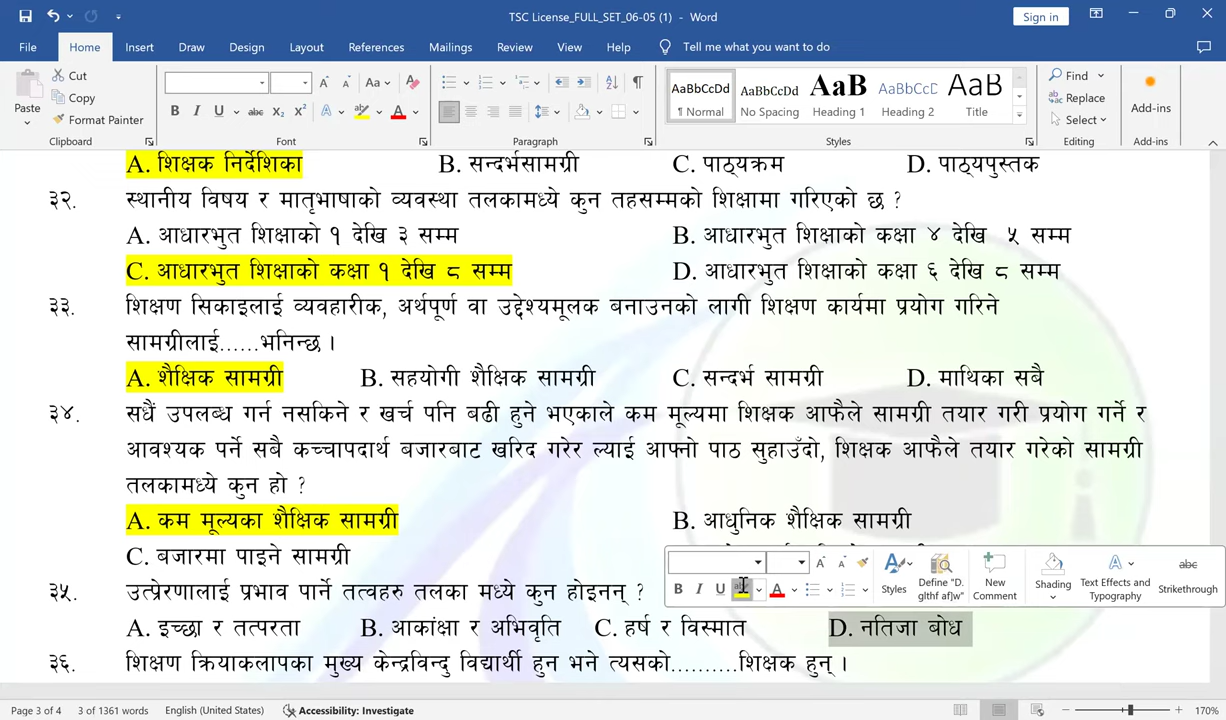 TSC License_FULL_SET_06-05 (1) - Word
Sign in
File Home Insert Draw Design Layout References Mailings Review View Help Tell me what you want to do
Paste Cut Copy Format Painter
Aa A B I U abc X₂ X² A A
AaBbCcDd AaBbCcDd AaB AaBbCcD AaB
¶ Normal No Spacing Heading 1 Heading 2 Title
Find Replace Select Add-ins
Clipboard Font Paragraph Styles Editing Add-ins
A. शिक्षक निर्देशिका B. सन्दर्भसामग्री C. पाठ्यक्रम D. पाठ्यपुस्तक
३२. स्थानीय विषय र मातृभाषाको व्यवस्था तलकामध्ये कुन तहसम्मको शिक्षामा गरिएको छ ?
A. आधारभुत शिक्षाको १ देखि ३ सम्म B. आधारभुत शिक्षाको कक्षा ४ देखि ५ सम्म
C. आधारभुत शिक्षाको कक्षा १ देखि ८ सम्म D. आधारभुत शिक्षाको कक्षा ६ देखि ८ सम्म
३३. शिक्षण सिकाइलाई व्यवहारीक, अर्थपूर्ण वा उद्देश्यमूलक बनाउनको लागी शिक्षण कार्यमा प्रयोग गरिने
सामग्रीलाई......भनिन्छ ।
A. शैक्षिक सामग्री B. सहयोगी शैक्षिक सामग्री C. सन्दर्भ सामग्री D. माथिका सबै
३४. सधैं उपलब्ध गर्न नसकिने र खर्च पनि बढी हुने भएकाले कम मूल्यमा शिक्षक आफैले सामग्री तयार गरी प्रयोग गर्ने र
आवश्यक पर्ने सबै कच्चापदार्थ बजारबाट खरिद गरेर ल्याई आफ्नो पाठ सुहाउँदो, शिक्षक आफैले तयार गरेको सामग्री
तलकामध्ये कुन हो ?
A. कम मूल्यका शैक्षिक सामग्री B. आधुनिक शैक्षिक सामग्री
C. बजारमा पाइने सामग्री
B I U A Styles Define "D. glthf af]w" New Comment Shading Text Effects and Typography abc Strikethrough
३५. उत्प्रेरणालाई प्रभाव पार्ने तत्वहरु तलका मध्ये कुन होइनन् ?
A. इच्छा र तत्परता B. आकांक्षा र अभिवृति C. हर्ष र विस्मात D. नतिजा बोध
३६. शिक्षण क्रियाकलापका मुख्य केन्द्रविन्दु विद्यार्थी हुन भने त्यसको..........शिक्षक हुन् ।
Page 3 of 4 3 of 1361 words English (United States) Accessibility: Investigate 170%